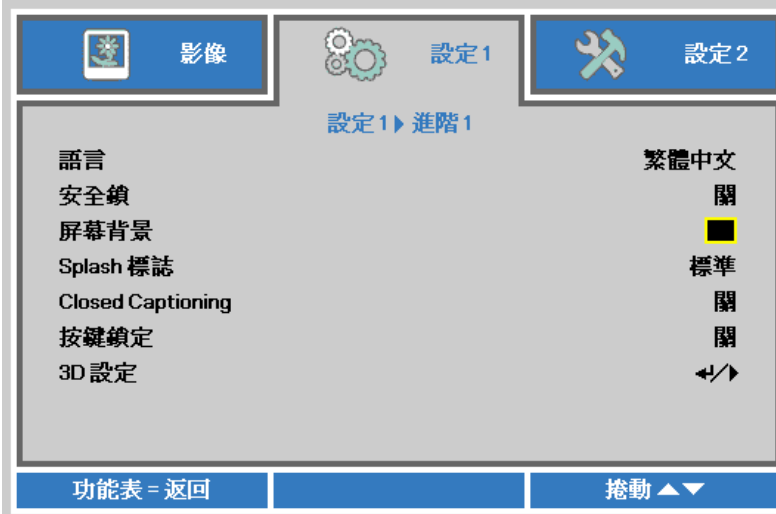 影像 設定1 設定2
設定1 ▶ 進階1
語言 繁體中文
安全鎖 關
屏幕背景
Splash 標誌 標準
Closed Captioning 關
按鍵鎖定 關
3D 設定 ↵/▶
功能表 = 返回 捲動 ▲▼